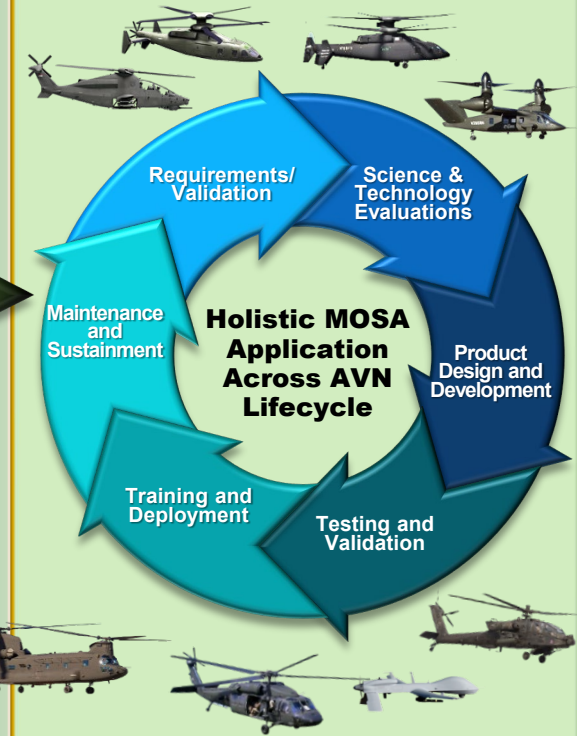 Requirements/
Validation
Science &
Technology
Evaluations
Product
Design and
Development
Testing and
Validation
Training and
Deployment
Maintenance
and
Sustainment
Holistic MOSA
Application
Across AVN
Lifecycle